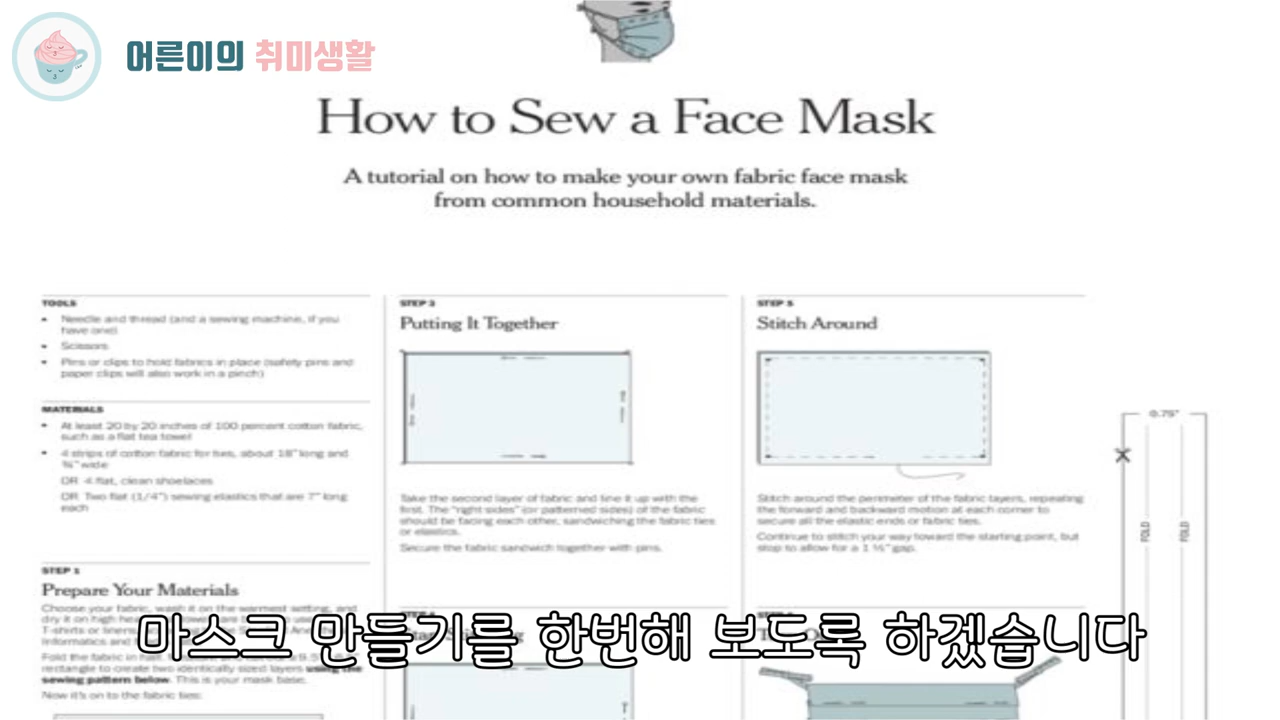 어른이의 취미생활
How to Sew a Face Mask
A tutorial on how to make your own fabric face mask
from common household materials.
TOOLS
• Needle and thread (and a sewing machine, if you
have one)
• Scissors
• Pins or clips to hold fabrics in place (safety pins and
paper clips will also work in a pinch)
MATERIALS
• At least 20 by 20 inches of 100 percent cotton fabric,
such as a flat tea towel
• 4 strips of cotton fabric for ties, about 18" long and
¾" wide
OR 4 flat, clean shoelaces
OR Two flat (1/4") sewing elastics that are 7" long
each
STEP 1
Prepare Your Materials
Choose your fabric, wash it on the warmest setting, and
dry it on high
T-shirts or linens,
Informatics and
Fold the fabric in half.
rectangle to create two identically sized layers using the
sewing pattern below. This is your mask base.
Now it's on to the fabric ties:
Putting It Together
Take the second layer of fabric and line it up with the
first. The "right sides" (or patterned sides) of the fabric
should be facing each other, sandwiching the fabric ties
or elastics.
Secure the fabric sandwich together with pins.
STEP 5
Stitch Around
Stitch around the perimeter of the fabric layers, repeating
the forward and backward motion at each corner to
secure all the elastic ends or fabric ties.
Continue to stitch your way toward the starting point, but
stop to allow for a 1 ½" gap.
0.75"
FOLD
FOLD
마스크 만들기를 한번해 보도록 하겠습니다